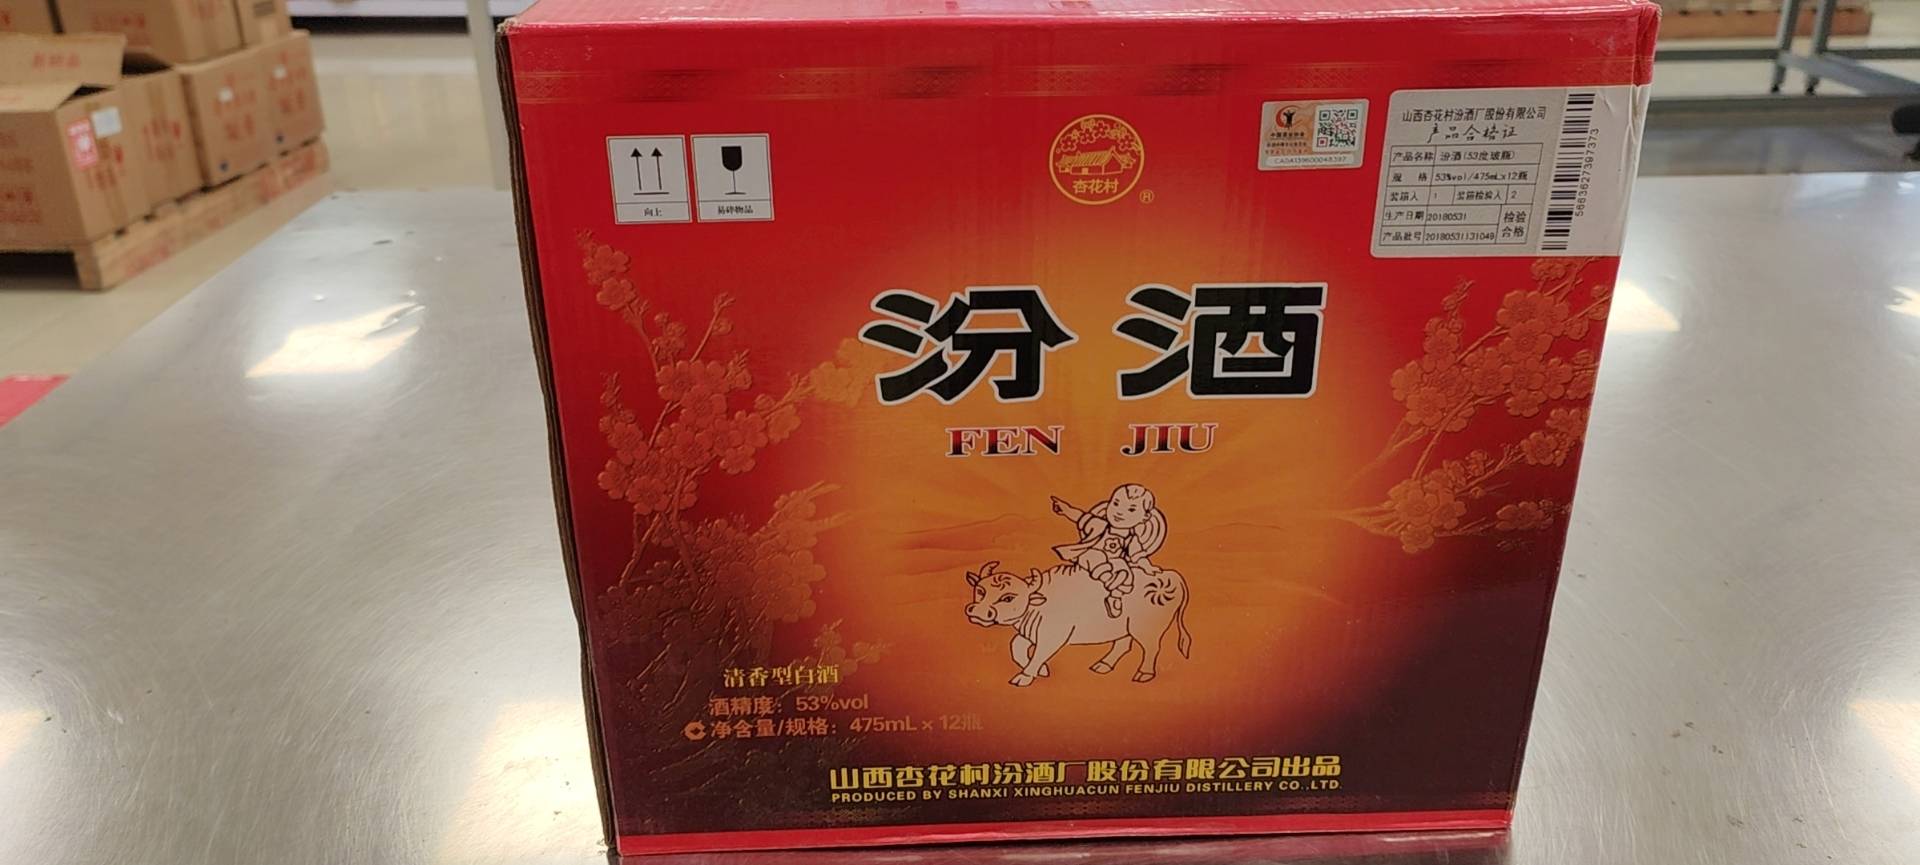 杏花村
®
向上
易碎物品
CADA139600048397
山西杏花村汾酒厂股份有限公司
产品合格证
产品名称 汾酒(53度玻瓶)
规 格 53%vol/475mL×12瓶
装箱人 1 装箱检验人 2
生产日期 20180531 检验
产品批号 20180531131049 合格
566362739 7373
汾酒
FEN JIU
清香型白酒
酒精度：53%vol
净含量/规格：475mL×12瓶
山西杏花村汾酒厂股份有限公司出品
PRODUCED BY SHANXI XINGHUACUN FENJIU DISTILLERY CO.,LTD.